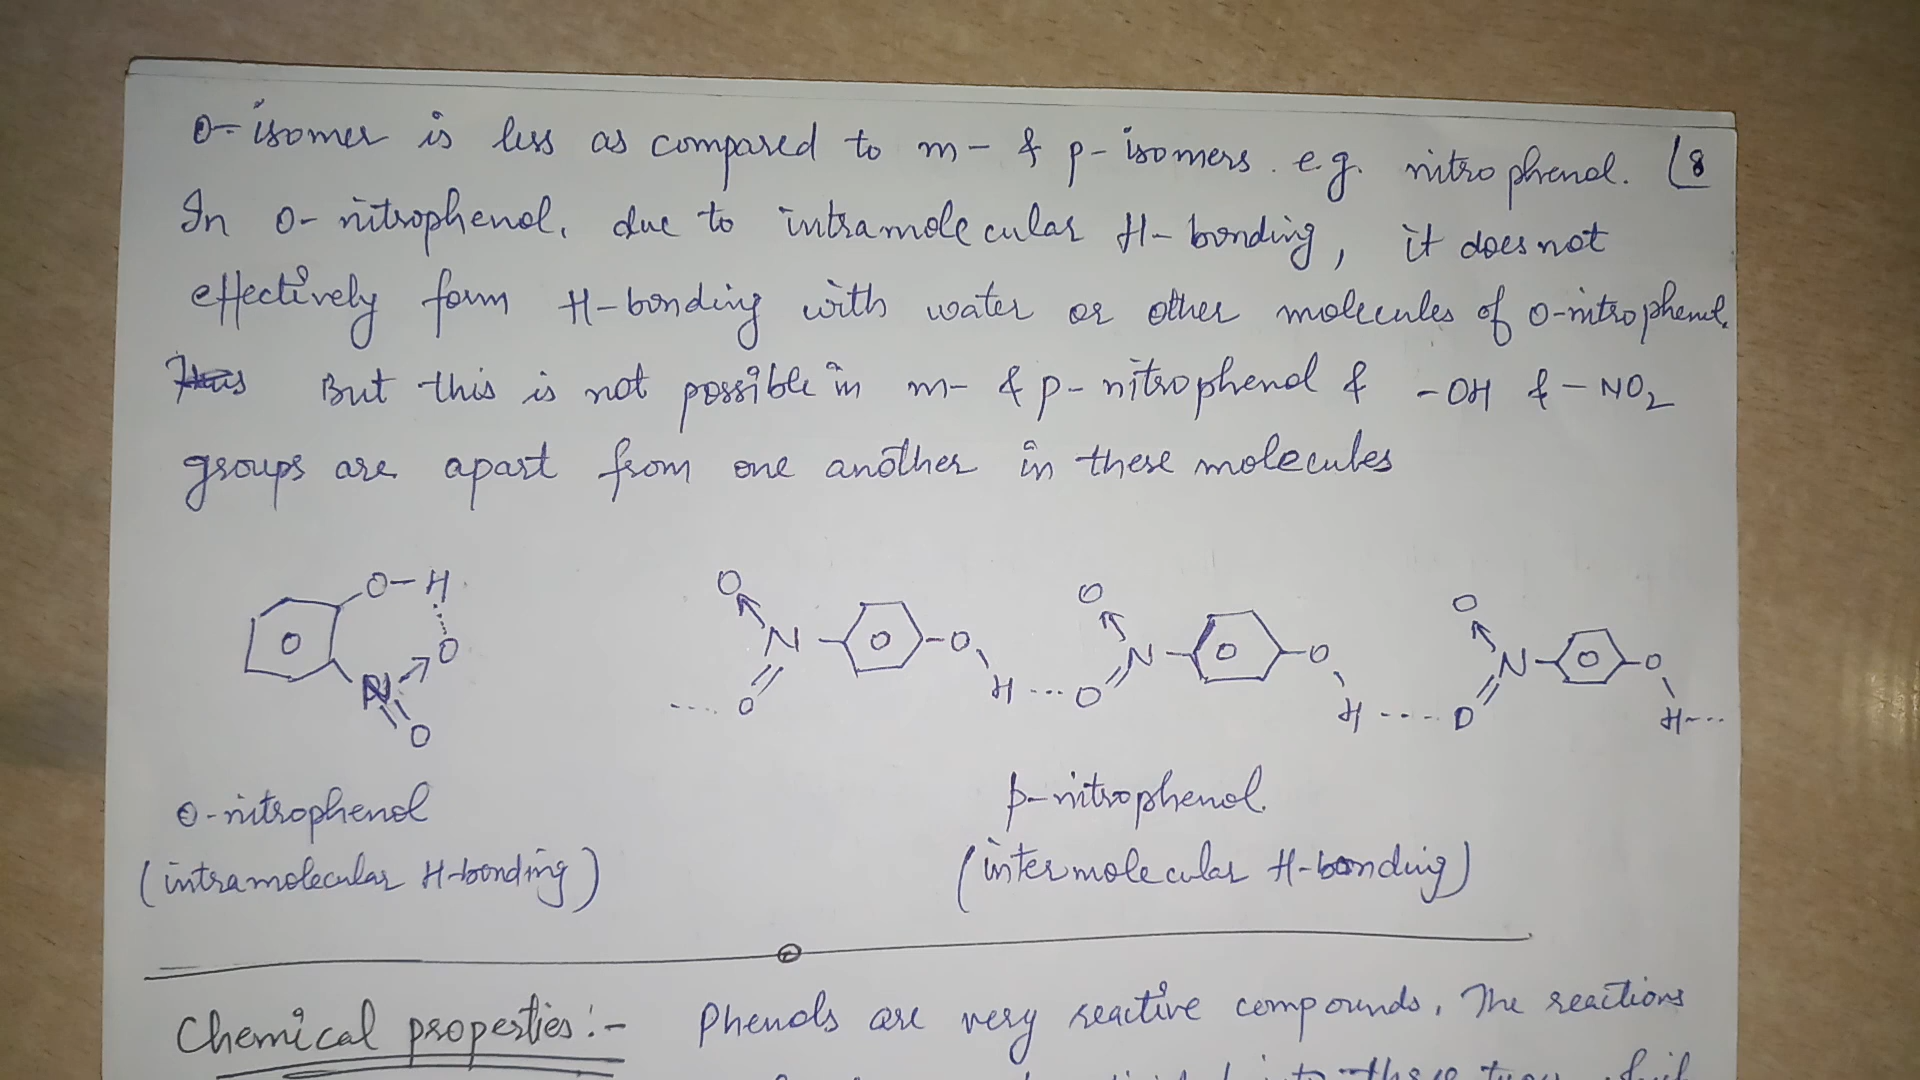 o-isomer is less as compared to m- & p-isomers. e.g. nitrophenol. 8
In o-nitrophenol, due to intramolecular H-bonding, it does not
effectively form H-bonding with water or other molecules of o-nitrophenol.
But this is not possible in m- & p-nitrophenol & -OH & -NO₂
groups are apart from one another in these molecules
O-H O N O
O N O H O N O H O N O H
o-nitrophenol
(intramolecular H-bonding)
p-nitrophenol.
(intermolecular H-bonding)
Chemical properties:- Phenols are very reactive compounds. The reactions